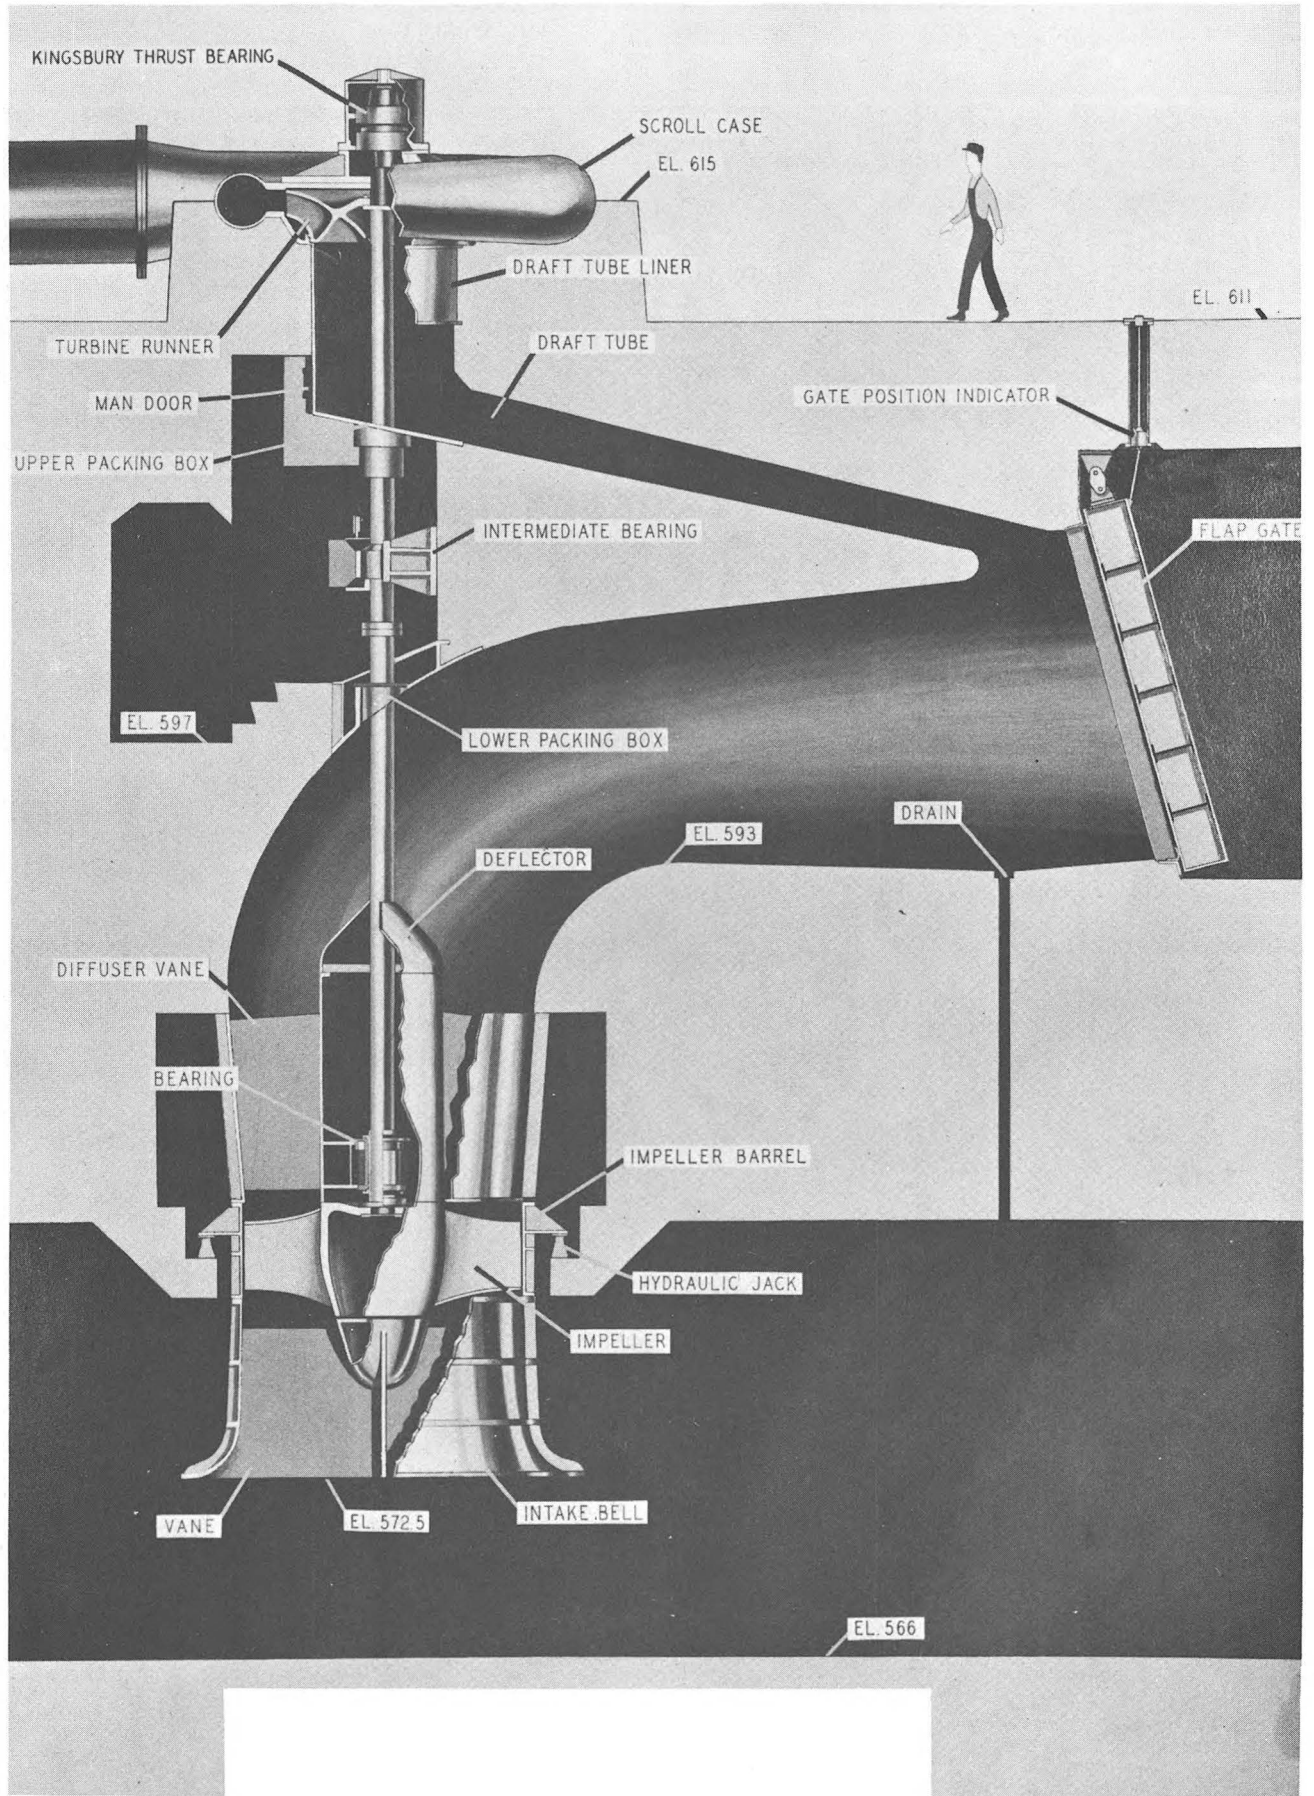 KINGSBURY THRUST BEARING
SCROLL CASE
EL. 615
DRAFT TUBE LINER
EL. 611
TURBINE RUNNER
DRAFT TUBE
MAN DOOR
GATE POSITION INDICATOR
UPPER PACKING BOX
INTERMEDIATE BEARING
FLAP GATE
EL. 597
LOWER PACKING BOX
DRAIN
EL. 593
DEFLECTOR
DIFFUSER VANE
BEARING
IMPELLER BARREL
HYDRAULIC JACK
IMPELLER
VANE
EL. 572.5
INTAKE BELL
EL. 566